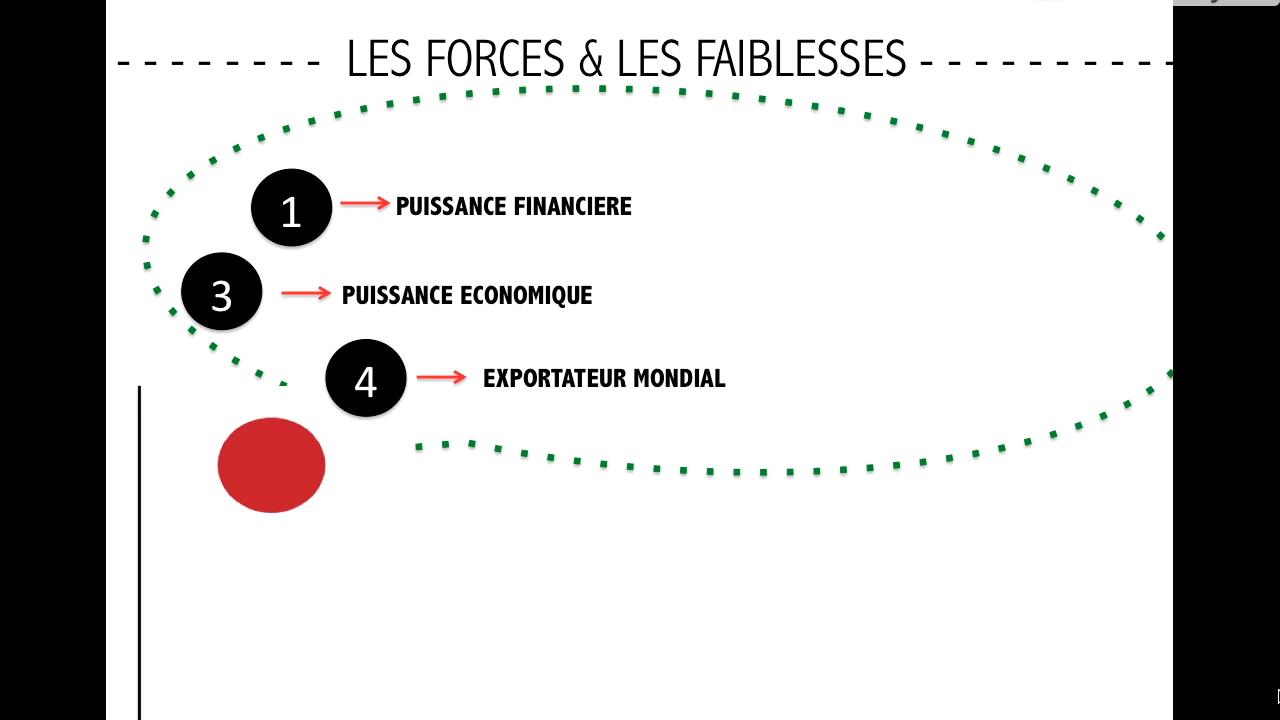 LES FORCES & LES FAIBLESSES
1 PUISSANCE FINANCIERE
3 PUISSANCE ECONOMIQUE
4 EXPORTATEUR MONDIAL